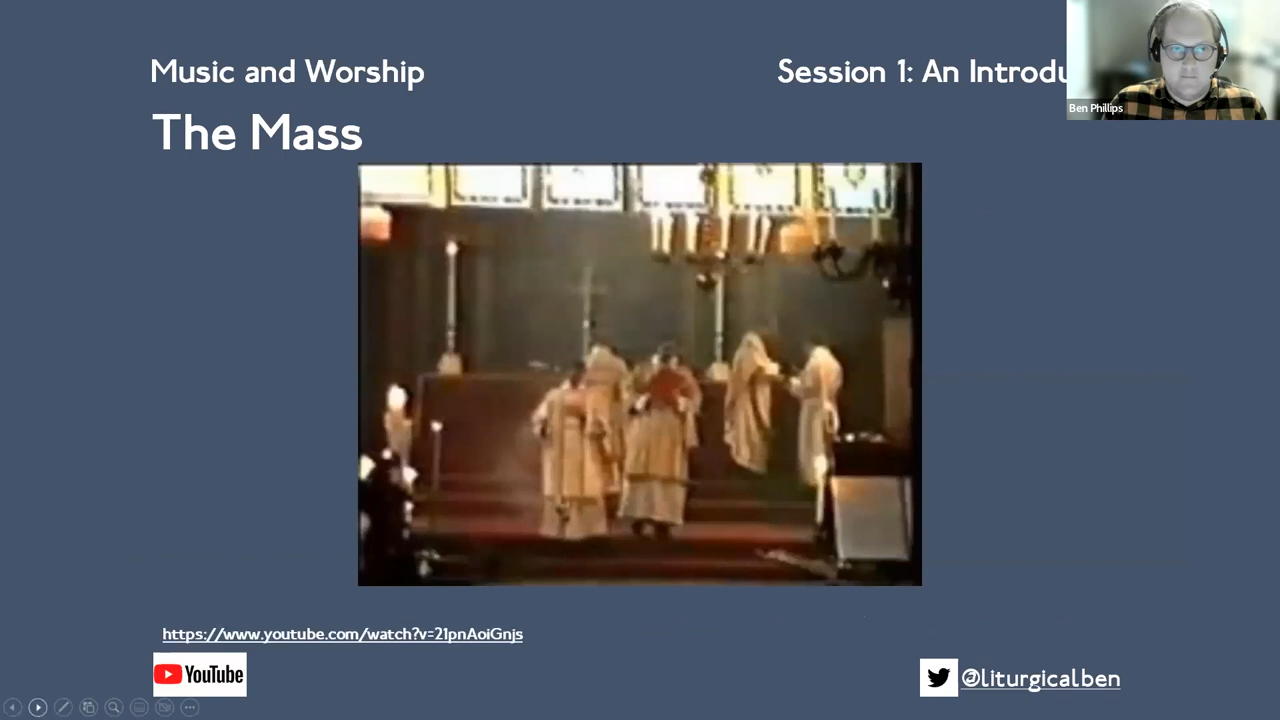 Music and Worship
Session 1: An Introdu
Ben Phillips
The Mass
https://www.youtube.com/watch?v=21pnAoiGnjs
YouTube
@liturgicalben